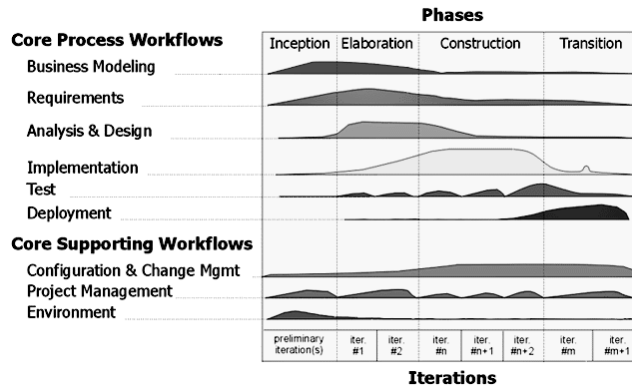 Phases
Core Process Workflows
Inception Elaboration Construction Transition
Business Modeling
Requirements
Analysis & Design
Implementation
Test
Deployment
Core Supporting Workflows
Configuration & Change Mgmt
Project Management
Environment
preliminary iteration(s)
iter. #1
iter. #2
iter. #n
iter. #n+1
iter. #n+2
iter. #m
iter. #m+1
Iterations